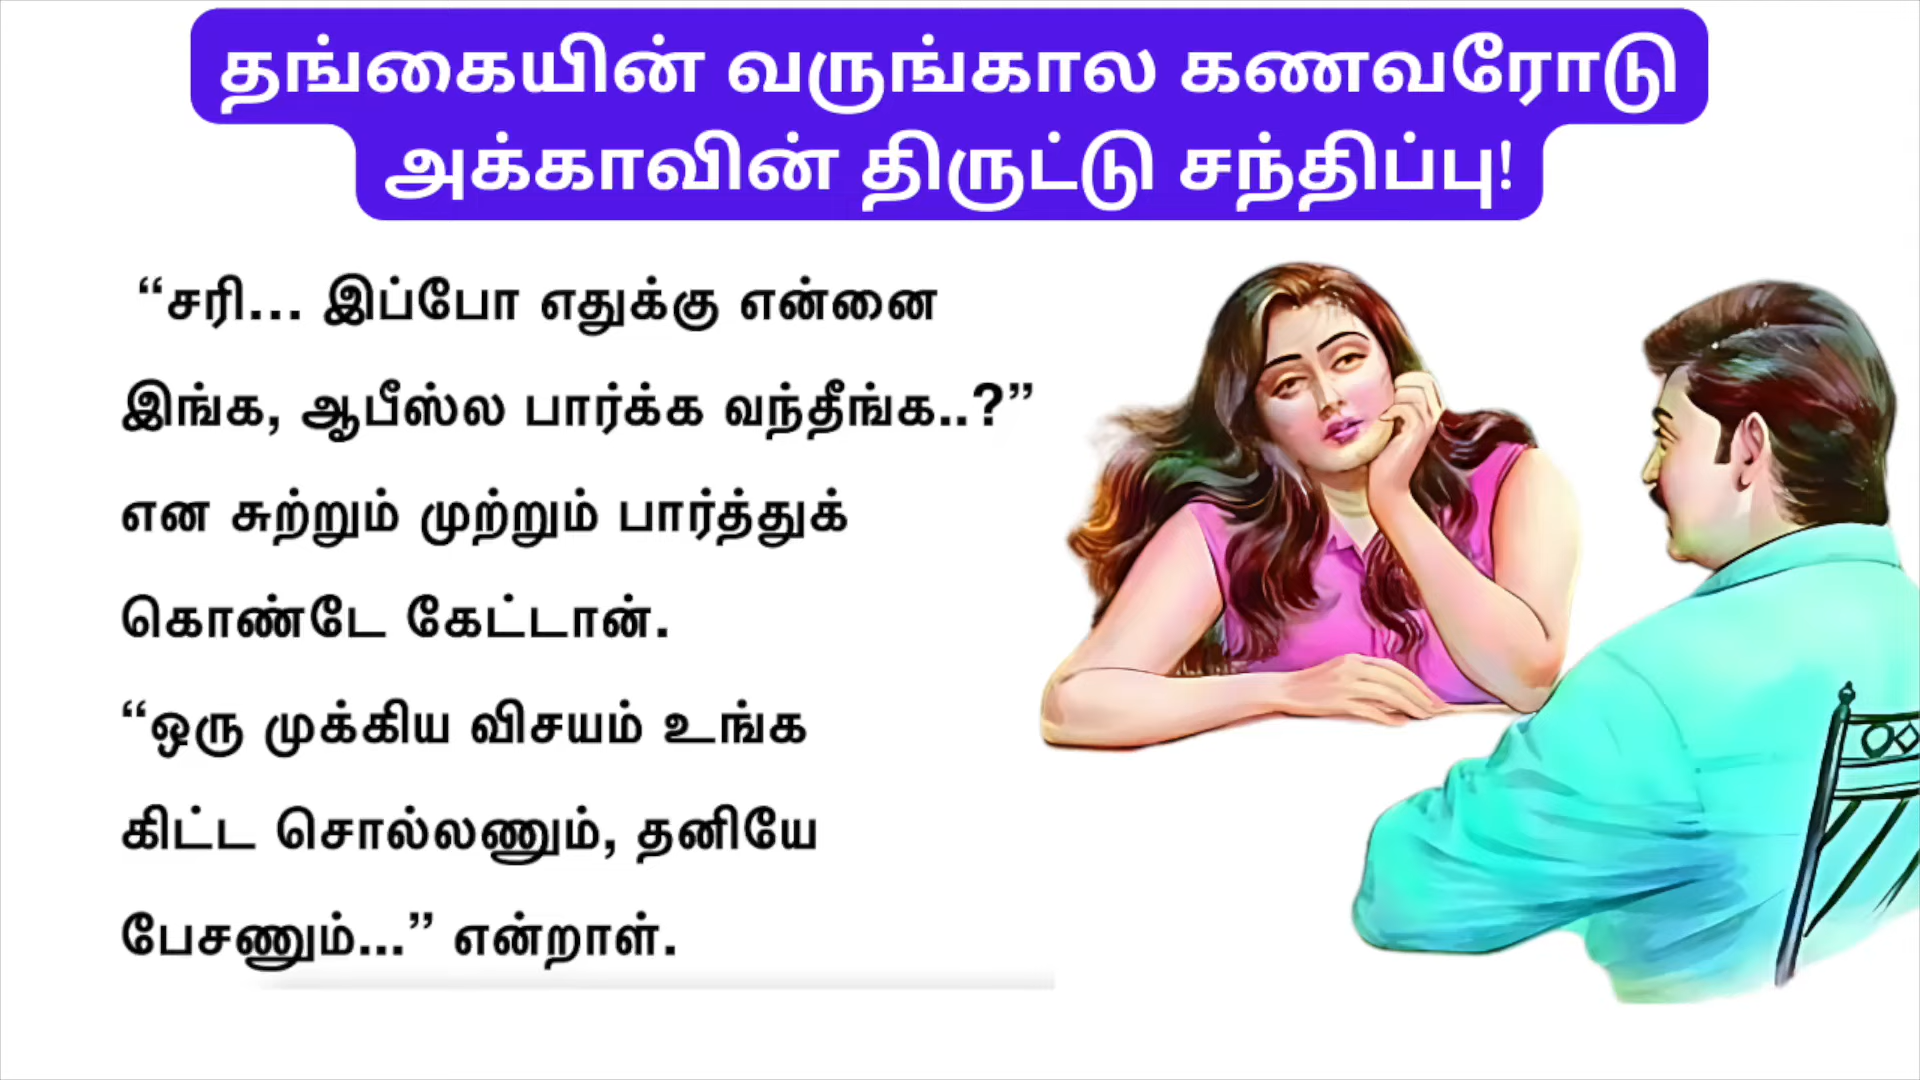 தங்கையின் வருங்கால கணவரோடு
அக்காவின் திருட்டு சந்திப்பு!
“சரி... இப்போ எதுக்கு என்னை
இங்க, ஆபீஸ்ல பார்க்க வந்தீங்க..?”
என சுற்றும் முற்றும் பார்த்துக்
கொண்டே கேட்டான்.
“ஒரு முக்கிய விசயம் உங்க
கிட்ட சொல்லணும், தனியே
பேசணும்...” என்றாள்.